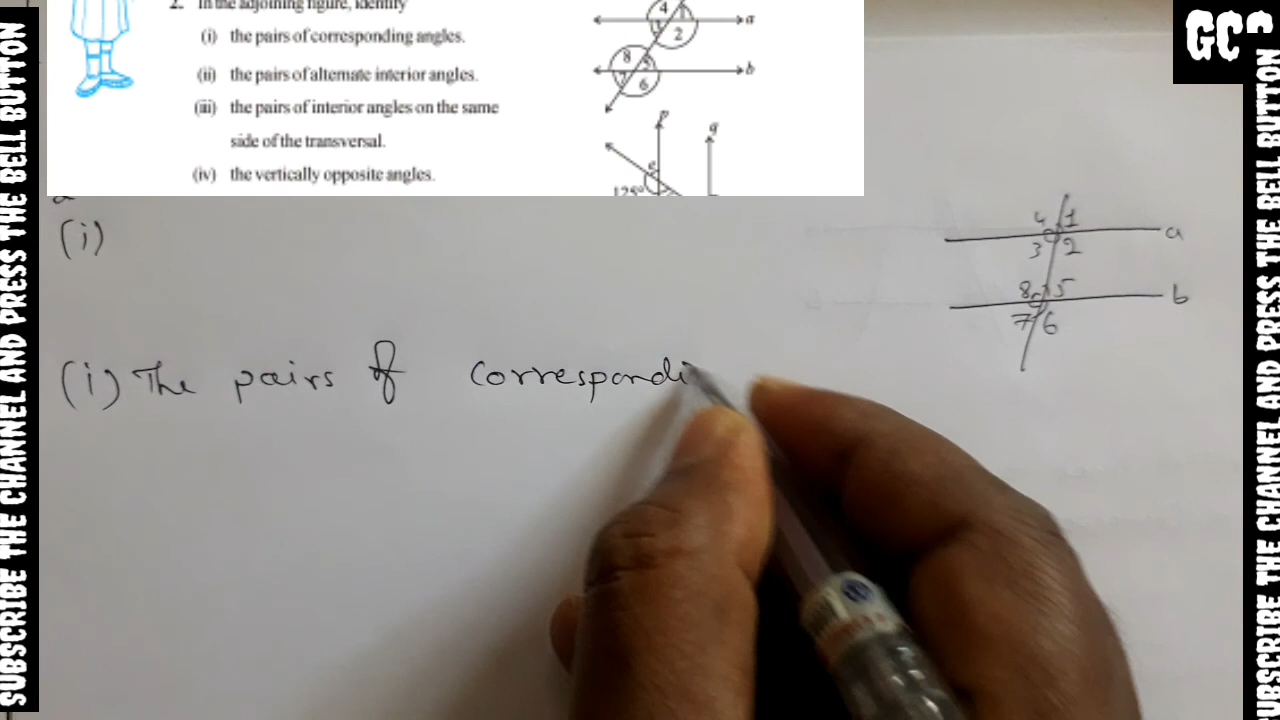 2. In the adjoining figure, identify
(i) the pairs of corresponding angles.
(ii) the pairs of alternate interior angles.
(iii) the pairs of interior angles on the same
side of the transversal.
(iv) the vertically opposite angles.
4 1 a
3 2
8 5 b
7 6
p q
e
125°
GCC
SUBSCRIBE THE CHANNEL AND PRESS THE BELL BUTTON
SUBSCRIBE THE CHANNEL AND PRESS THE BELL BUTTON
(i)
4 1 a
3 2
8 5 b
7 6
(i) The pairs of correspondi